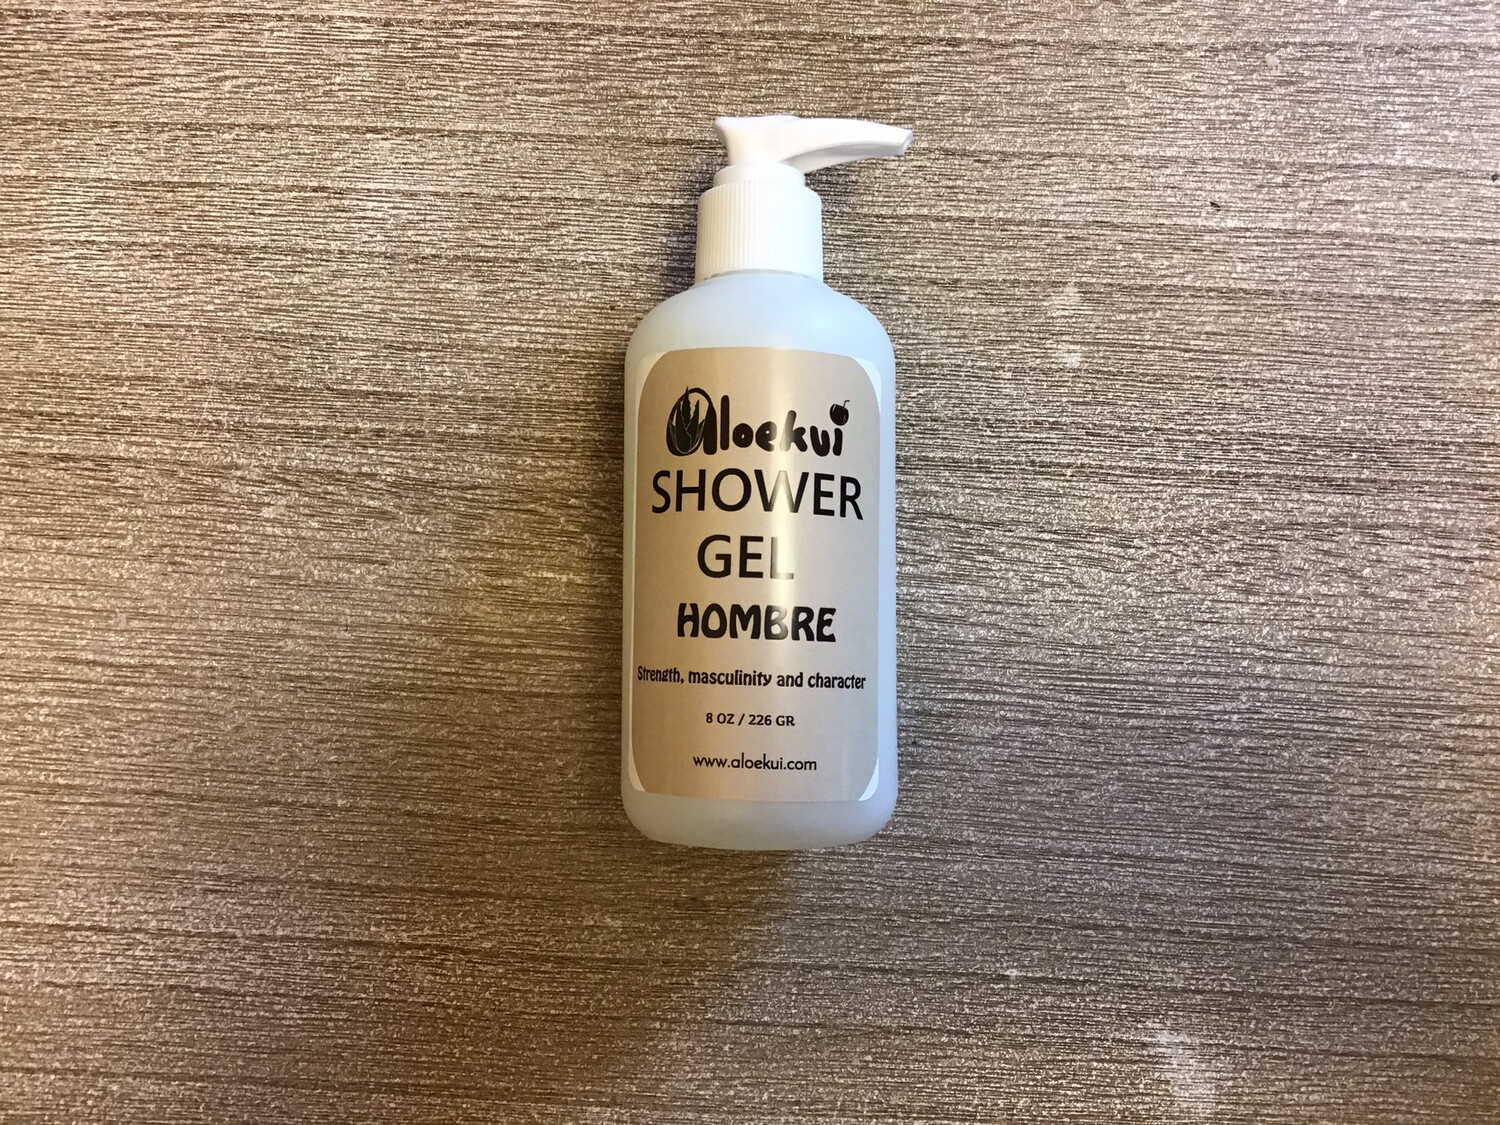 Aloekui
SHOWER
GEL
HOMBRE
Strength, masculinity and character
8 OZ / 226 GR
www.aloekui.com